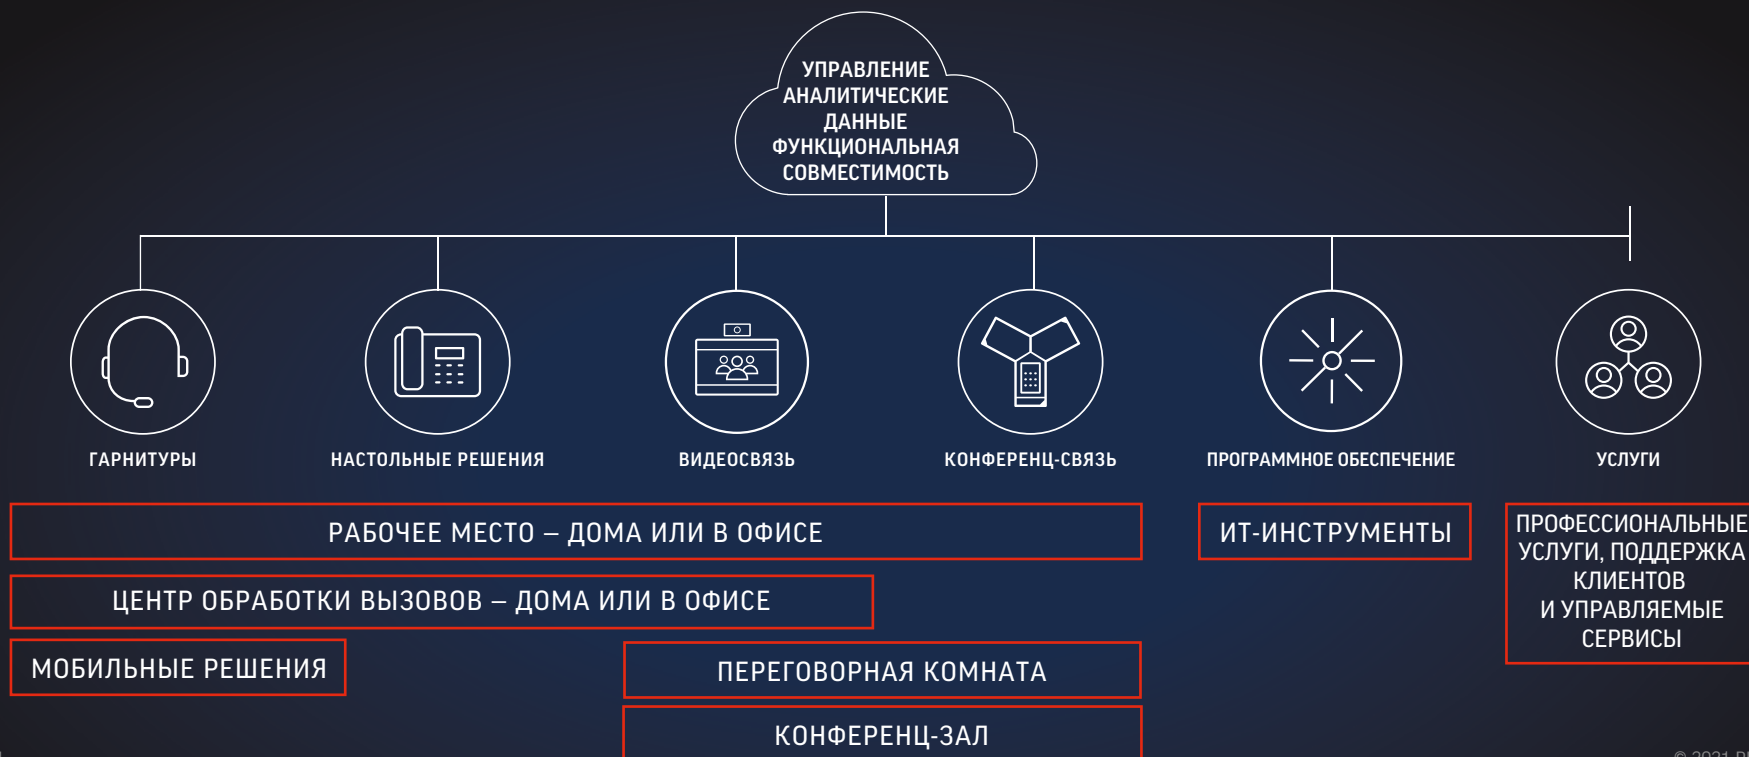 УПРАВЛЕНИЕ
АНАЛИТИЧЕСКИЕ
ДАННЫЕ
ФУНКЦИОНАЛЬНАЯ
СОВМЕСТИМОСТЬ
ГАРНИТУРЫ
НАСТОЛЬНЫЕ РЕШЕНИЯ
ВИДЕОСВЯЗЬ
КОНФЕРЕНЦ-СВЯЗЬ
ПРОГРАММНОЕ ОБЕСПЕЧЕНИЕ
УСЛУГИ
РАБОЧЕЕ МЕСТО – ДОМА ИЛИ В ОФИСЕ
ИТ-ИНСТРУМЕНТЫ
ПРОФЕССИОНАЛЬНЫЕ
УСЛУГИ, ПОДДЕРЖКА
КЛИЕНТОВ
И УПРАВЛЯЕМЫЕ
СЕРВИСЫ
ЦЕНТР ОБРАБОТКИ ВЫЗОВОВ – ДОМА ИЛИ В ОФИСЕ
МОБИЛЬНЫЕ РЕШЕНИЯ
ПЕРЕГОВОРНАЯ КОМНАТА
КОНФЕРЕНЦ-ЗАЛ